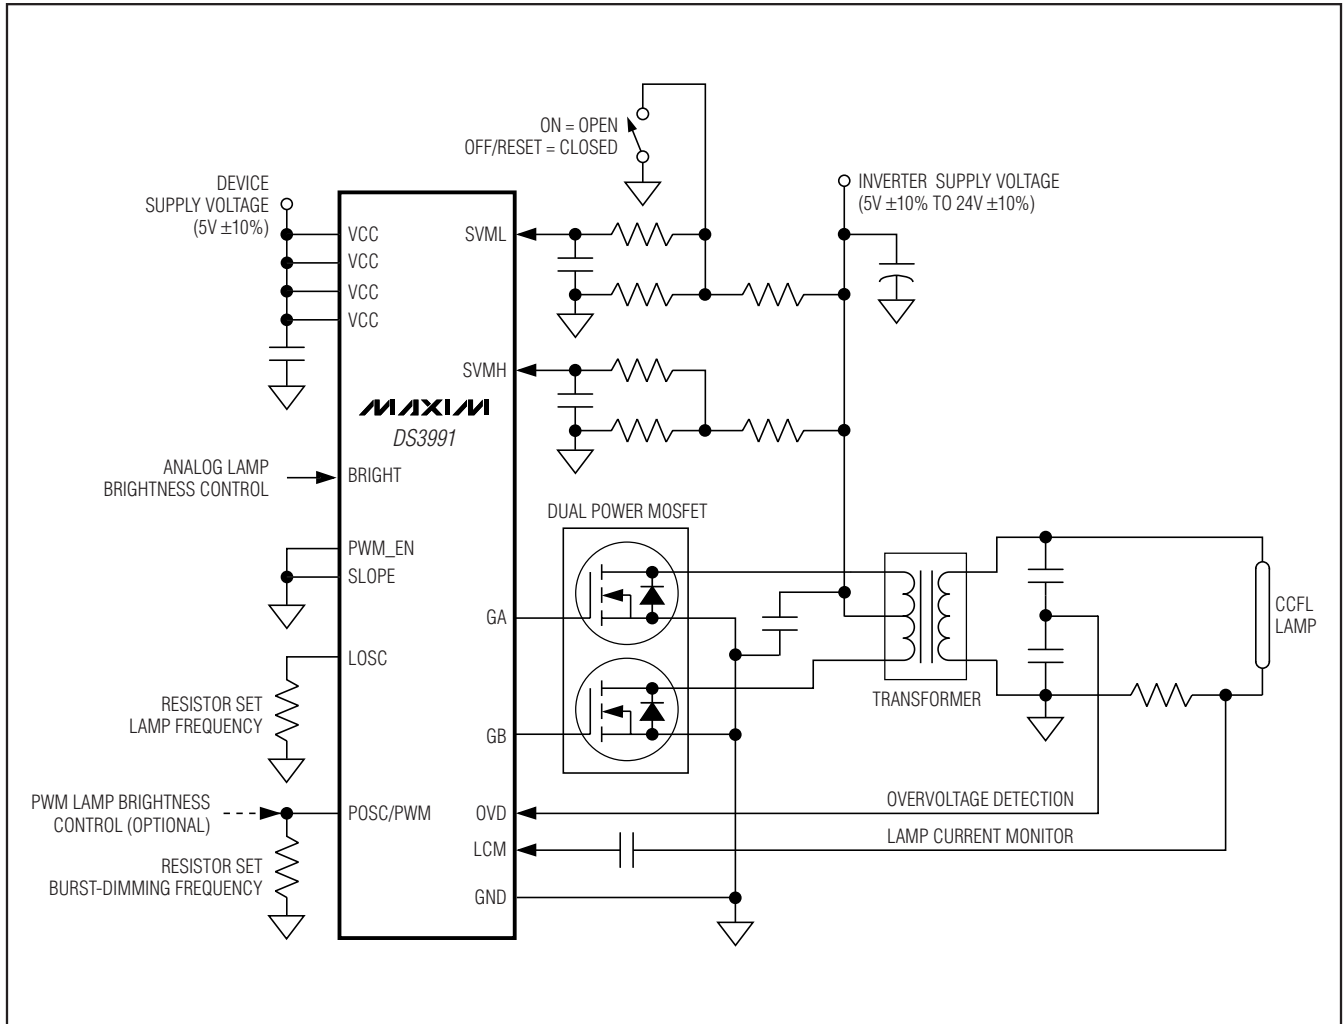 ON = OPEN
OFF/RESET = CLOSED
DEVICE
SUPPLY VOLTAGE
(5V ±10%)
INVERTER SUPPLY VOLTAGE
(5V ±10% TO 24V ±10%)
VCC
VCC
VCC
VCC
SVML
SVMH
MAXIM
DS3991
ANALOG LAMP
BRIGHTNESS CONTROL
BRIGHT
PWM_EN
SLOPE
LOSC
RESISTOR SET
LAMP FREQUENCY
PWM LAMP BRIGHTNESS
CONTROL (OPTIONAL)
POSC/PWM
RESISTOR SET
BURST-DIMMING FREQUENCY
DUAL POWER MOSFET
GA
GB
TRANSFORMER
CCFL
LAMP
OVD
OVERVOLTAGE DETECTION
LCM
LAMP CURRENT MONITOR
GND